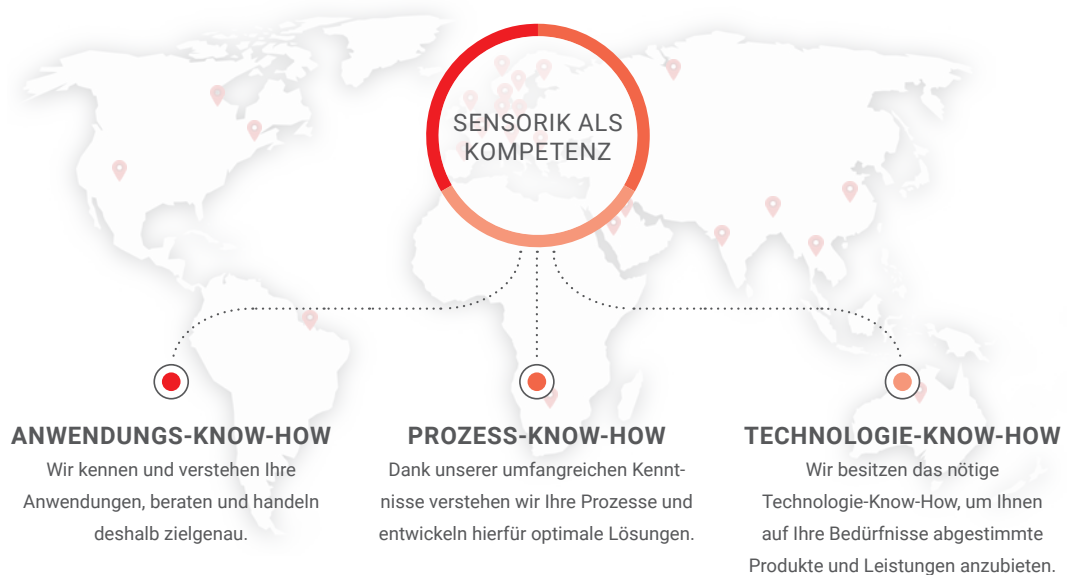 SENSORIK ALS
KOMPETENZ
ANWENDUNGS-KNOW-HOW
Wir kennen und verstehen Ihre
Anwendungen, beraten und handeln
deshalb zielgenau.
PROZESS-KNOW-HOW
Dank unserer umfangreichen Kennt-
nisse verstehen wir Ihre Prozesse und
entwickeln hierfür optimale Lösungen.
TECHNOLOGIE-KNOW-HOW
Wir besitzen das nötige
Technologie-Know-How, um Ihnen
auf Ihre Bedürfnisse abgestimmte
Produkte und Leistungen anzubieten.